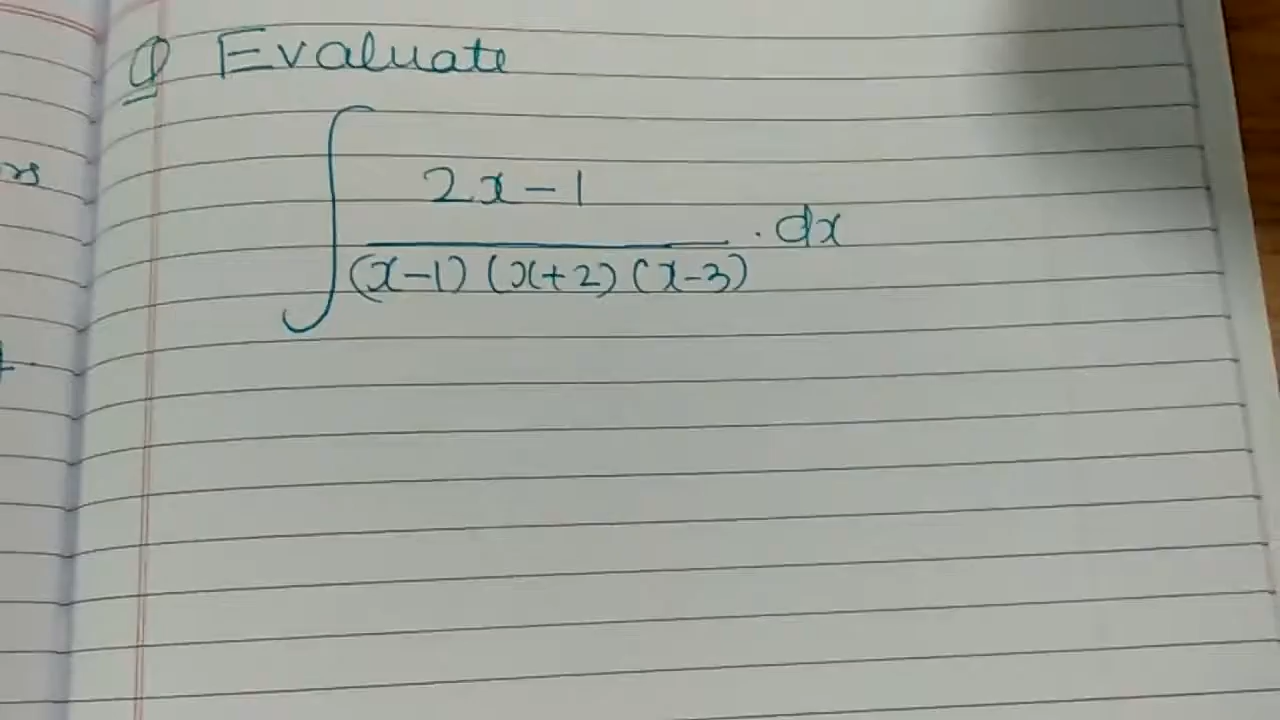 Q Evaluate
∫ (2x-1) / ((x-1) (x+2) (x-3)) . dx